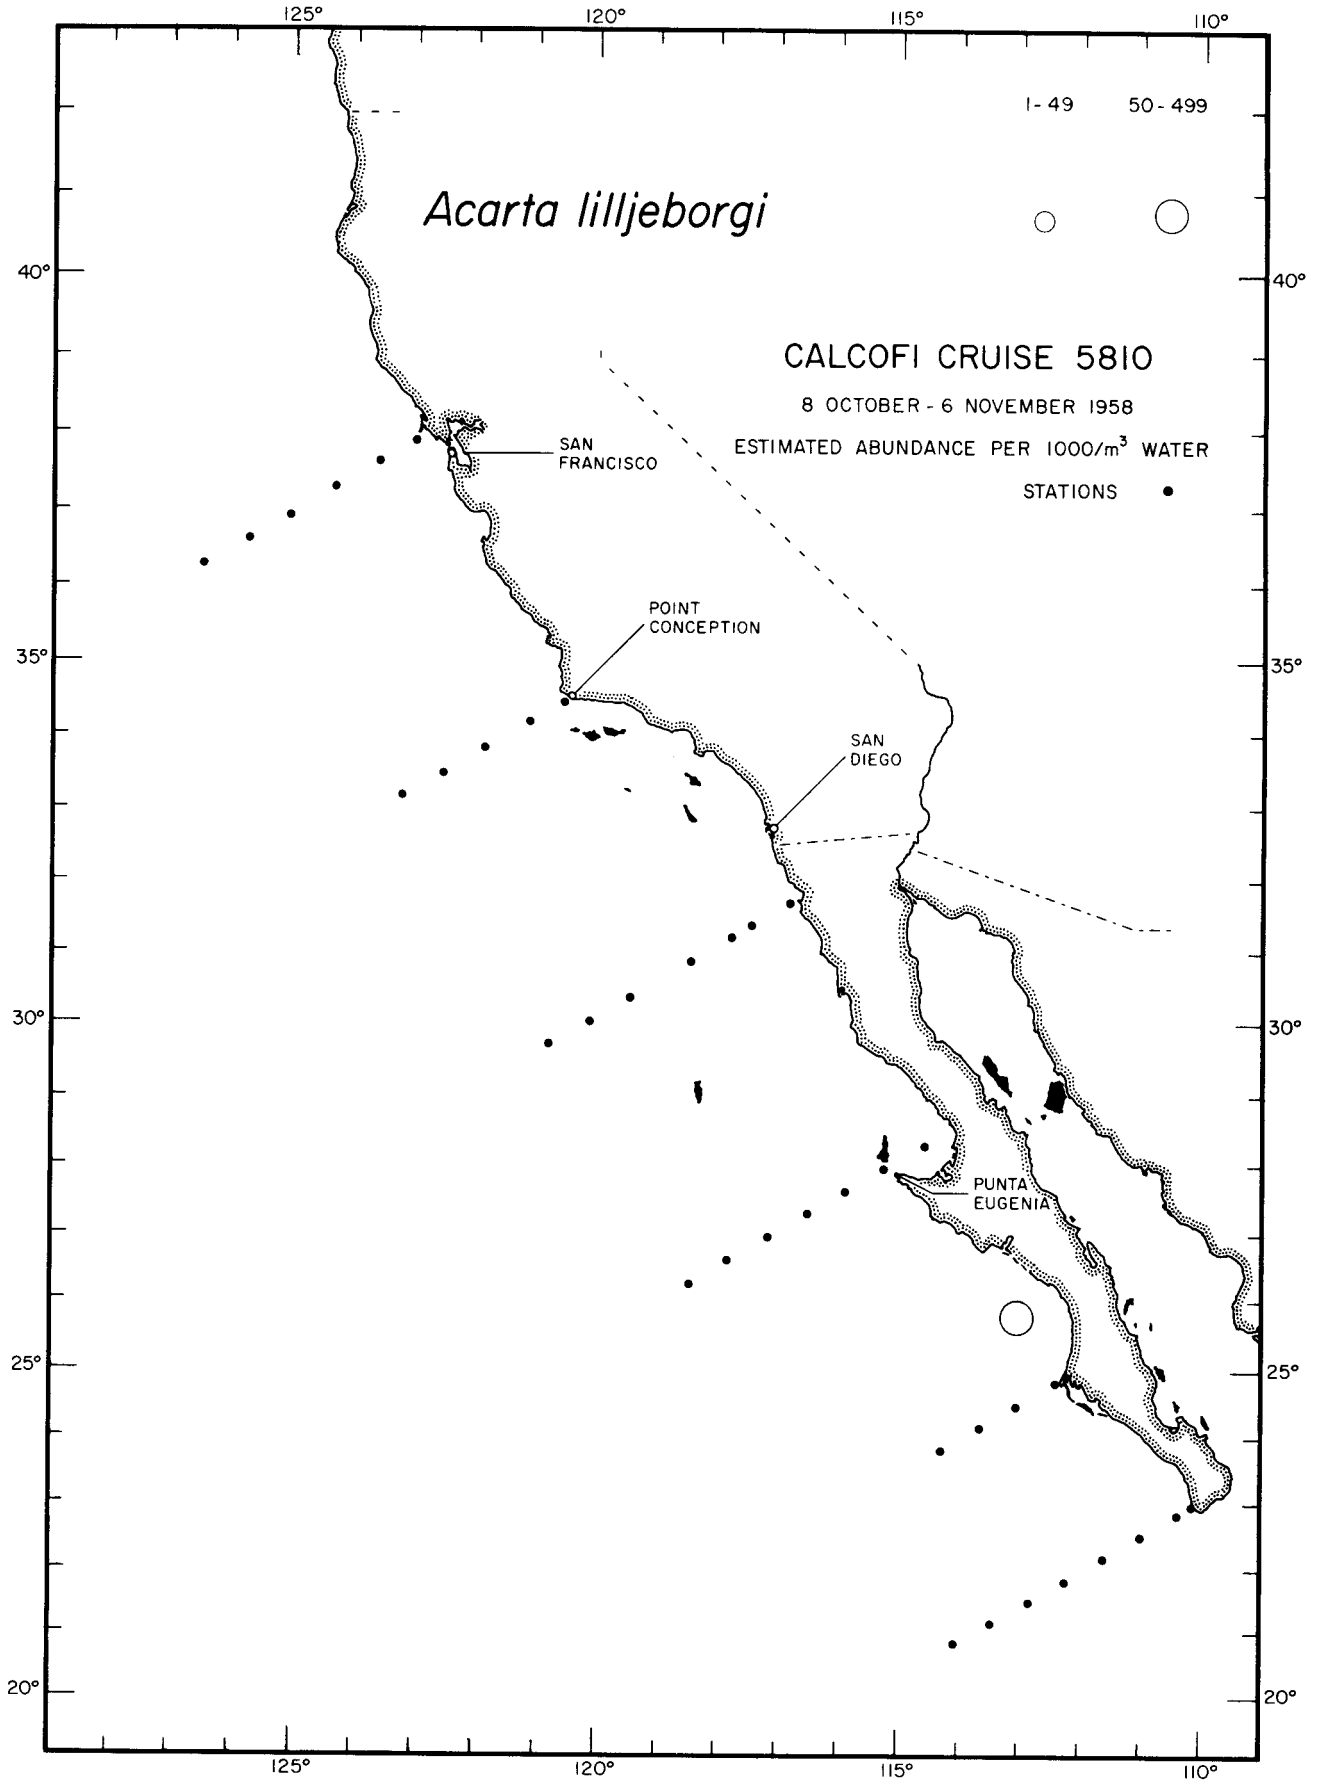 125° 120° 115° 110°
1-49 50-499
Acarta lilljeborgi
40° 40°
CALCOFI CRUISE 5810
8 OCTOBER - 6 NOVEMBER 1958
ESTIMATED ABUNDANCE PER 1000/m³ WATER
STATIONS
SAN
FRANCISCO
POINT
CONCEPTION
35° 35°
SAN
DIEGO
30° 30°
PUNTA
EUGENIA
25° 25°
20° 20°
125° 120° 115° 110°